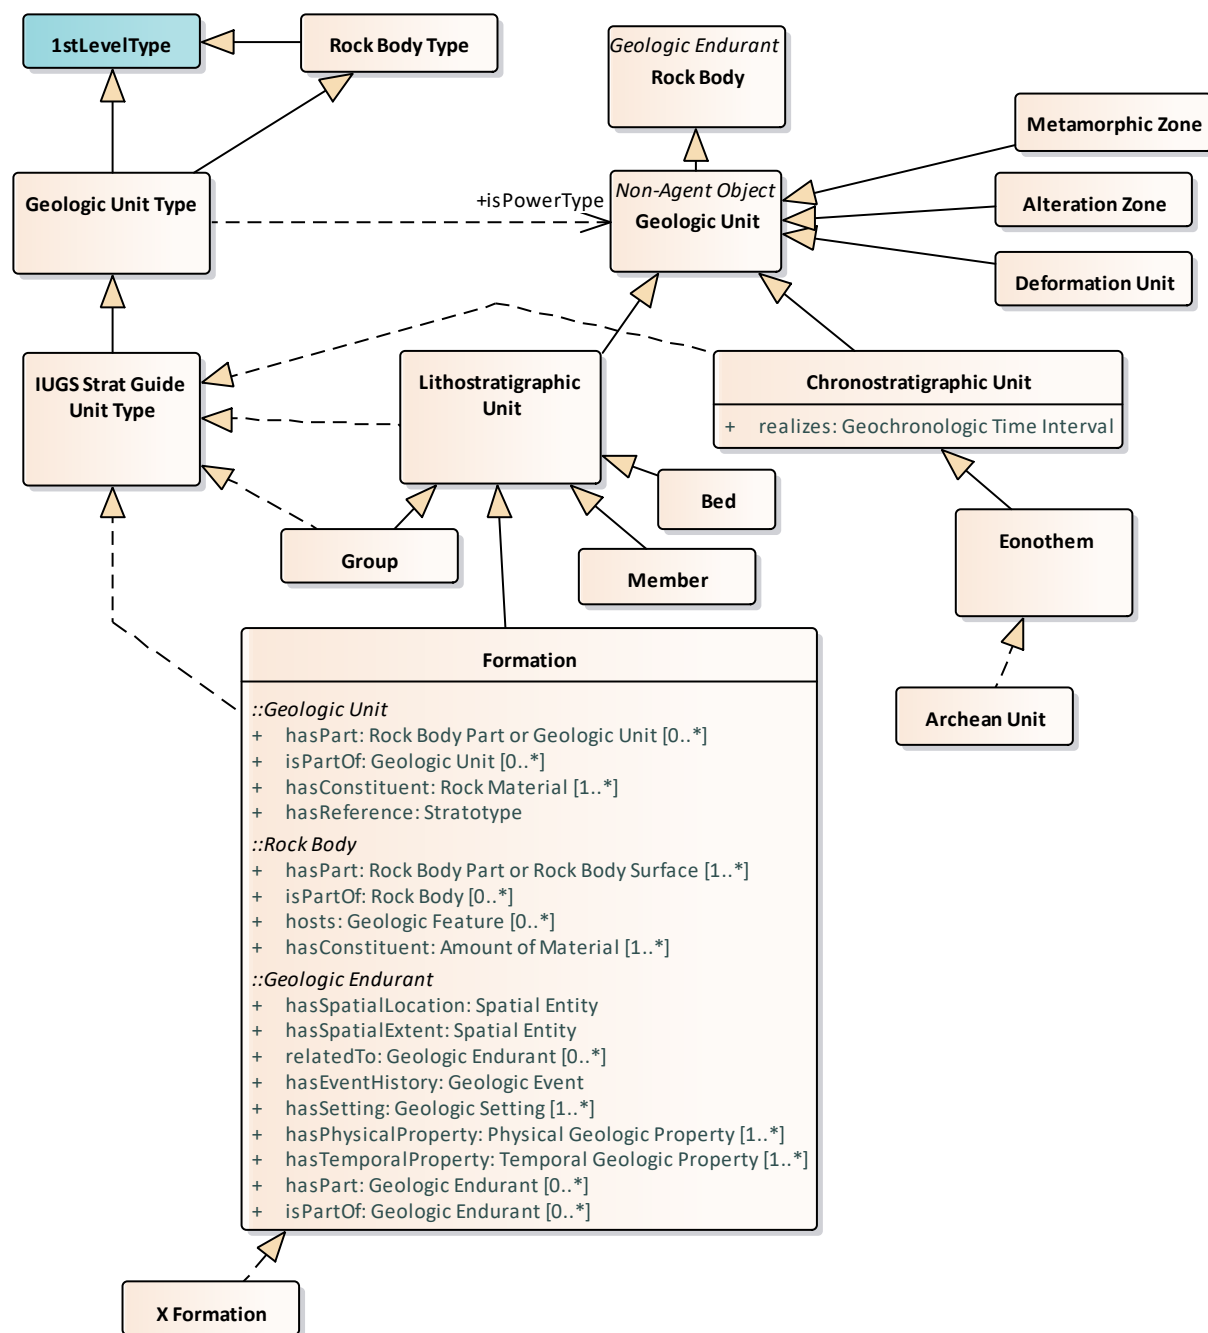 1stLevelType
Rock Body Type
Geologic Endurant
Rock Body
Metamorphic Zone
Geologic Unit Type
+isPowerType
Non-Agent Object
Geologic Unit
Alteration Zone
Deformation Unit
IUGS Strat Guide
Unit Type
Lithostratigraphic
Unit
Chronostratigraphic Unit
+ realizes: Geochronologic Time Interval
Bed
Group
Member
Eonothem
Archean Unit
Formation
::Geologic Unit
+ hasPart: Rock Body Part or Geologic Unit [0..*]
+ isPartOf: Geologic Unit [0..*]
+ hasConstituent: Rock Material [1..*]
+ hasReference: Stratotype
::Rock Body
+ hasPart: Rock Body Part or Rock Body Surface [1..*]
+ isPartOf: Rock Body [0..*]
+ hosts: Geologic Feature [0..*]
+ hasConstituent: Amount of Material [1..*]
::Geologic Endurant
+ hasSpatialLocation: Spatial Entity
+ hasSpatialExtent: Spatial Entity
+ relatedTo: Geologic Endurant [0..*]
+ hasEventHistory: Geologic Event
+ hasSetting: Geologic Setting [1..*]
+ hasPhysicalProperty: Physical Geologic Property [1..*]
+ hasTemporalProperty: Temporal Geologic Property [1..*]
+ hasPart: Geologic Endurant [0..*]
+ isPartOf: Geologic Endurant [0..*]
X Formation